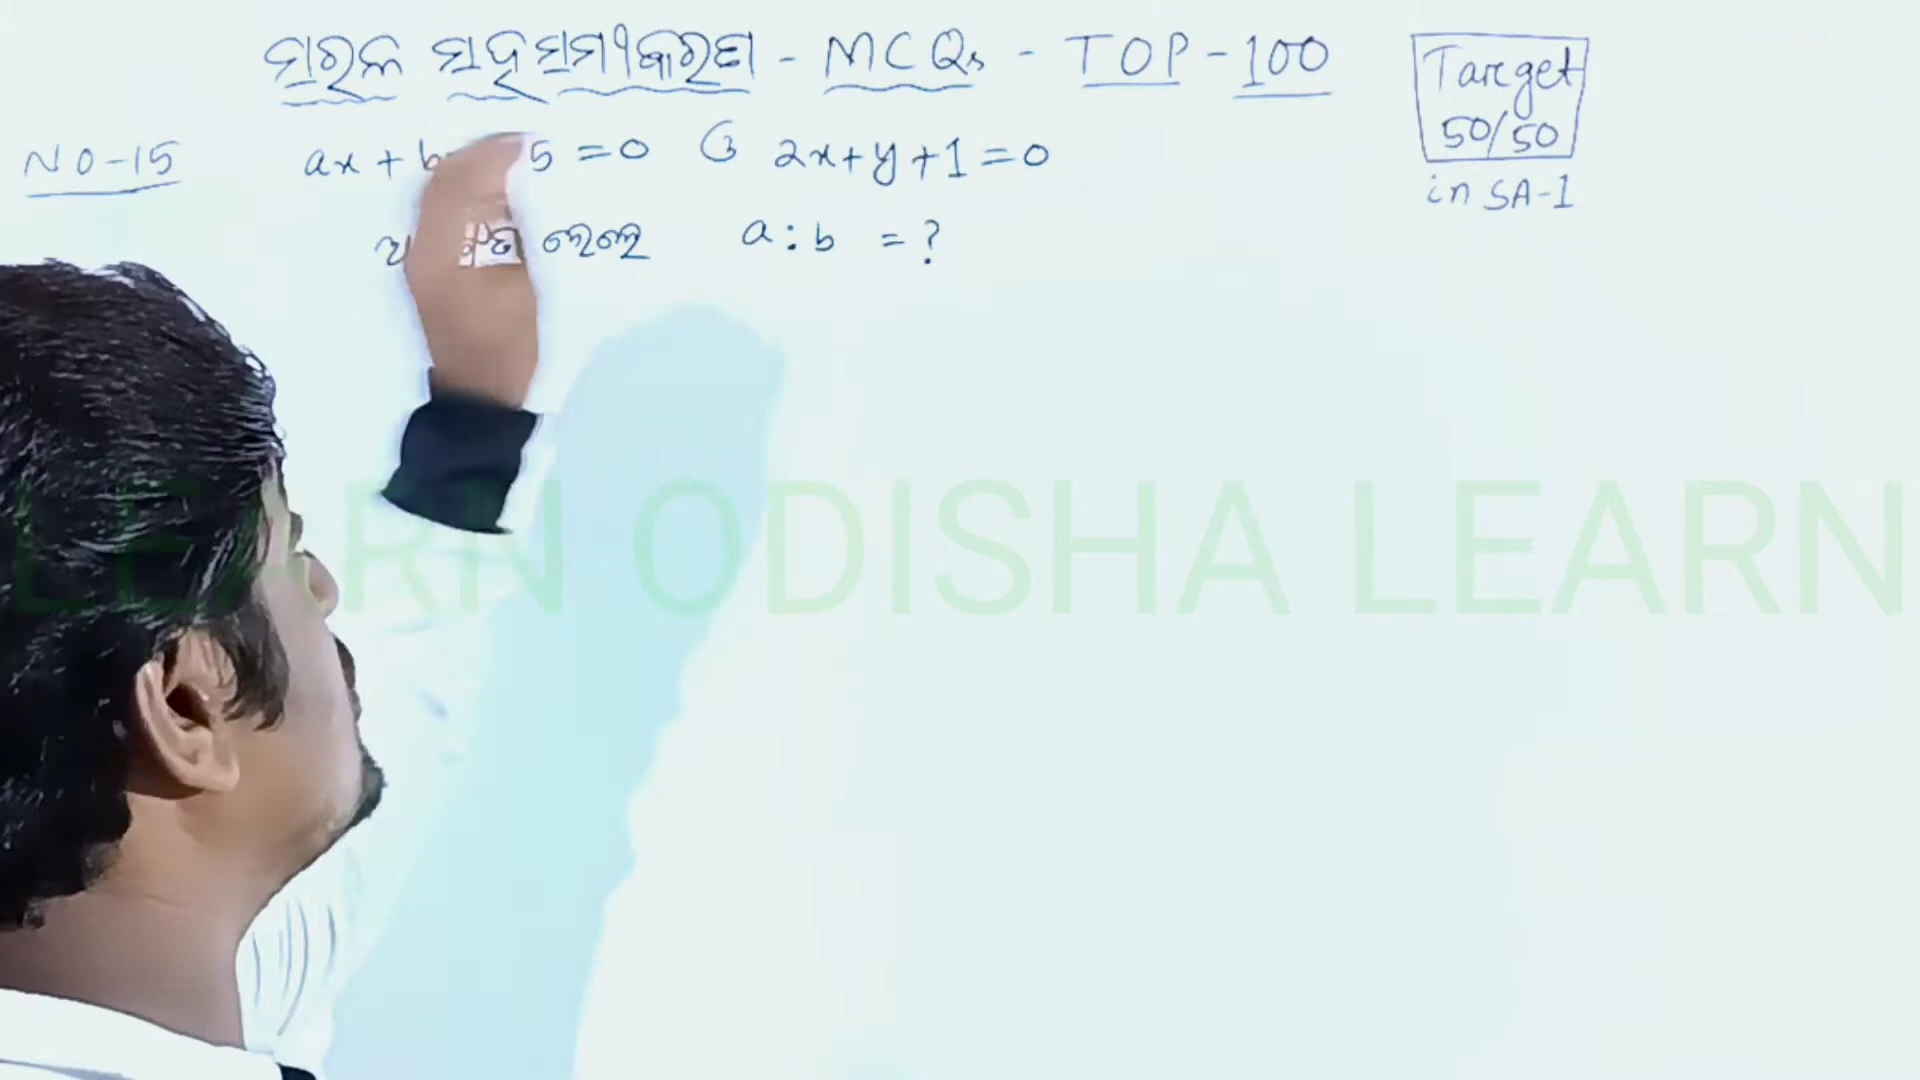 ସରଳ ସହସମୀକରଣ - MCQs - TOP - 100
Target
50/50
in SA-1
NO-15 ax + b 5 = 0 ଓ 2x + y + 1 = 0
ହେଲେ a : b = ?
LEARN ODISHA LEARN